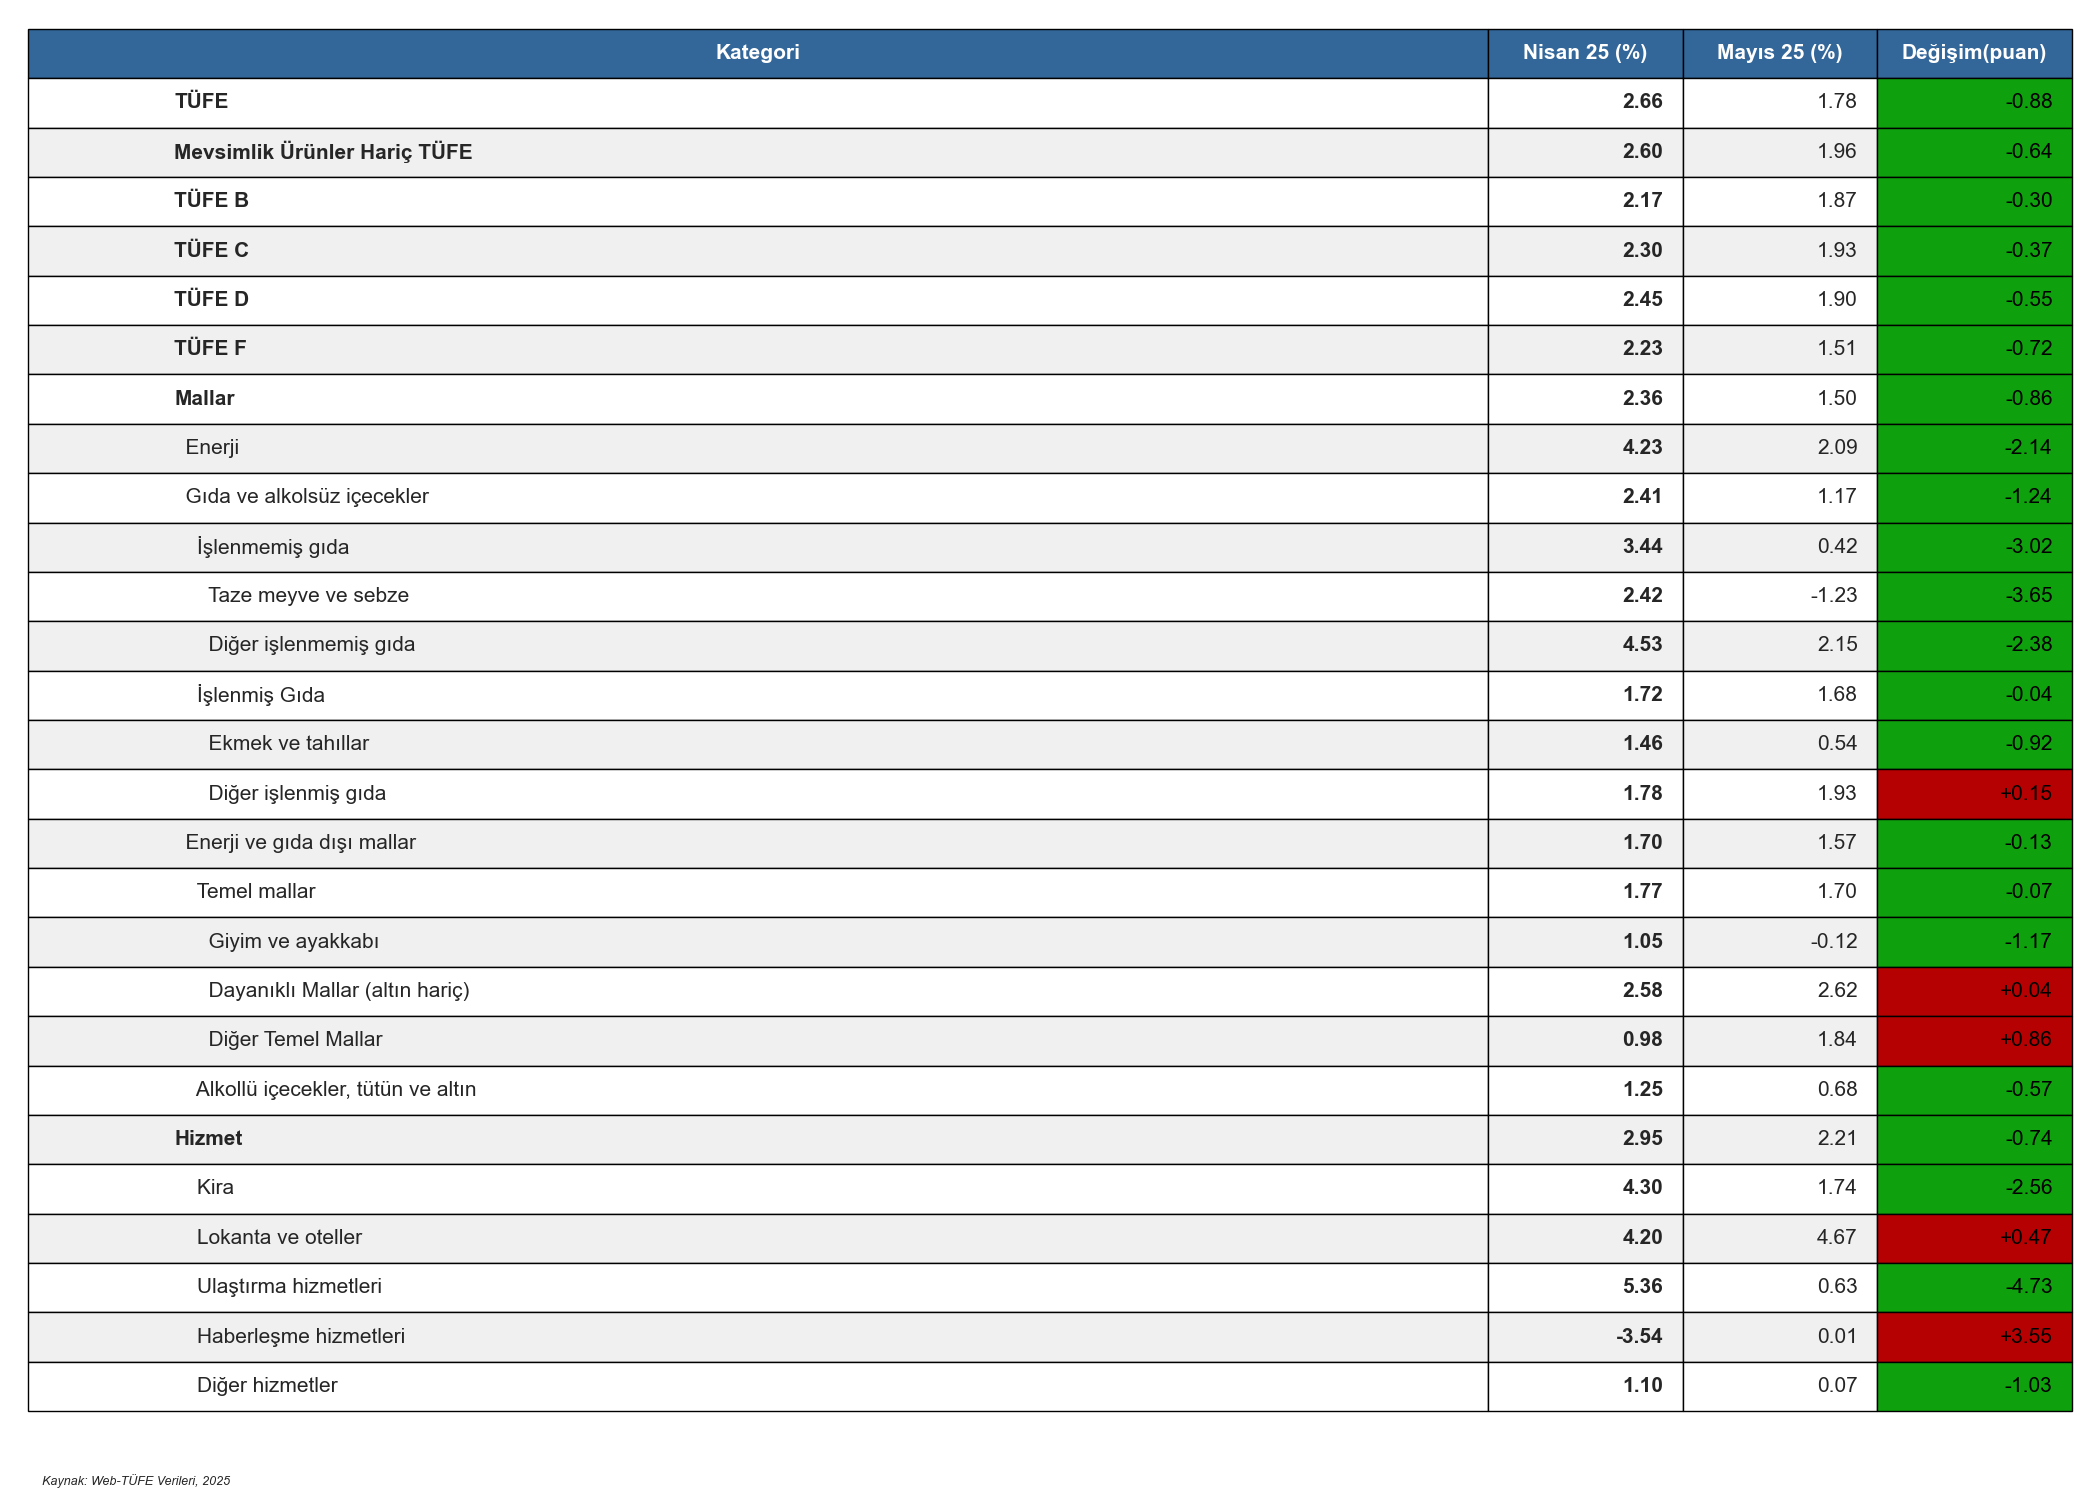 Kategori Nisan 25 (%) Mayıs 25 (%) Değişim(puan)
TÜFE 2.66 1.78 -0.88
Mevsimlik Ürünler Hariç TÜFE 2.60 1.96 -0.64
TÜFE B 2.17 1.87 -0.30
TÜFE C 2.30 1.93 -0.37
TÜFE D 2.45 1.90 -0.55
TÜFE F 2.23 1.51 -0.72
Mallar 2.36 1.50 -0.86
Enerji 4.23 2.09 -2.14
Gıda ve alkolsüz içecekler 2.41 1.17 -1.24
İşlenmemiş gıda 3.44 0.42 -3.02
Taze meyve ve sebze 2.42 -1.23 -3.65
Diğer işlenmemiş gıda 4.53 2.15 -2.38
İşlenmiş Gıda 1.72 1.68 -0.04
Ekmek ve tahıllar 1.46 0.54 -0.92
Diğer işlenmiş gıda 1.78 1.93 +0.15
Enerji ve gıda dışı mallar 1.70 1.57 -0.13
Temel mallar 1.77 1.70 -0.07
Giyim ve ayakkabı 1.05 -0.12 -1.17
Dayanıklı Mallar (altın hariç) 2.58 2.62 +0.04
Diğer Temel Mallar 0.98 1.84 +0.86
Alkollü içecekler, tütün ve altın 1.25 0.68 -0.57
Hizmet 2.95 2.21 -0.74
Kira 4.30 1.74 -2.56
Lokanta ve oteller 4.20 4.67 +0.47
Ulaştırma hizmetleri 5.36 0.63 -4.73
Haberleşme hizmetleri -3.54 0.01 +3.55
Diğer hizmetler 1.10 0.07 -1.03
Kaynak: Web-TÜFE Verileri, 2025